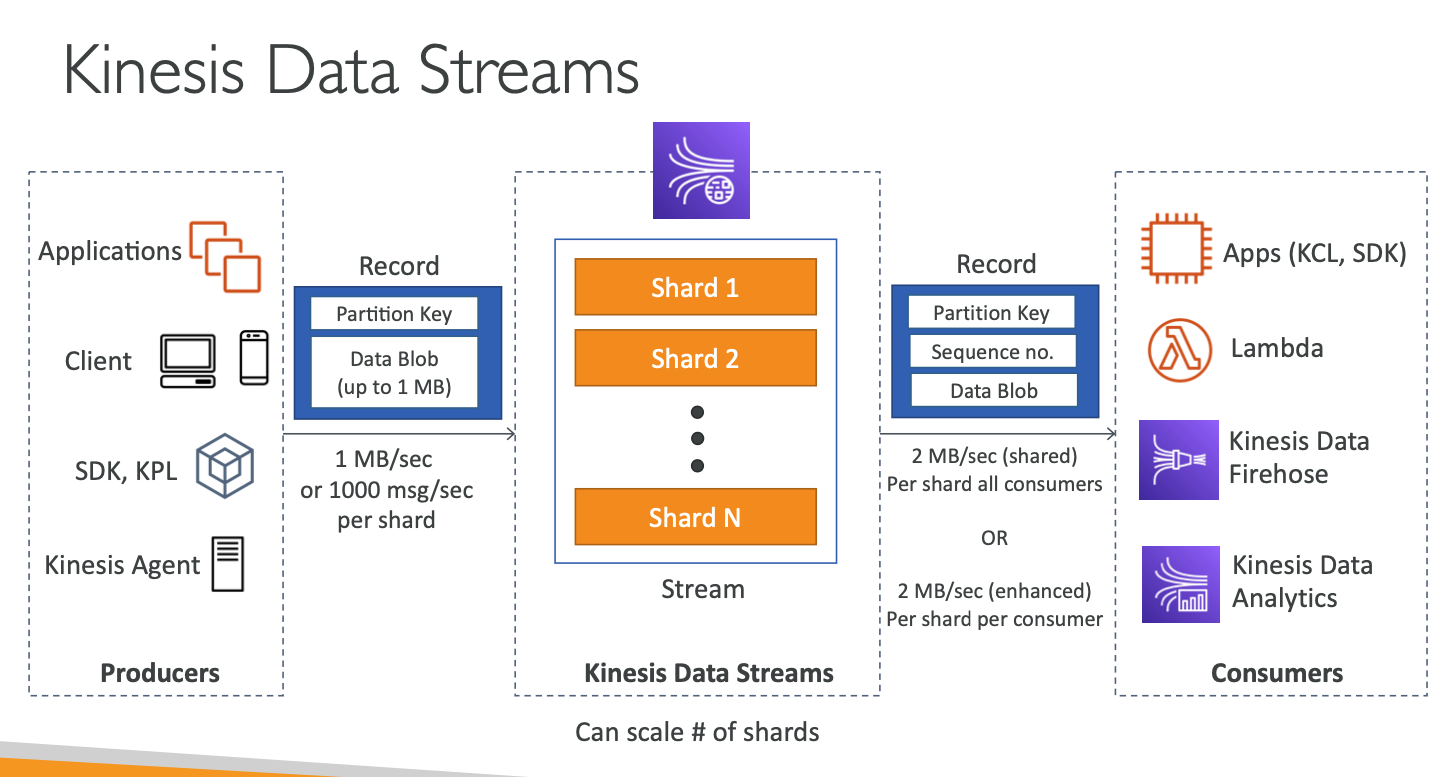 Kinesis Data Streams
Applications
Client
SDK, KPL
Kinesis Agent
Producers
Record
Partition Key
Data Blob
(up to 1 MB)
1 MB/sec
or 1000 msg/sec
per shard
Shard 1
Shard 2
Shard N
Stream
Kinesis Data Streams
Can scale # of shards
Record
Partition Key
Sequence no.
Data Blob
2 MB/sec (shared)
Per shard all consumers
OR
2 MB/sec (enhanced)
Per shard per consumer
Apps (KCL, SDK)
Lambda
Kinesis Data
Firehose
Kinesis Data
Analytics
Consumers